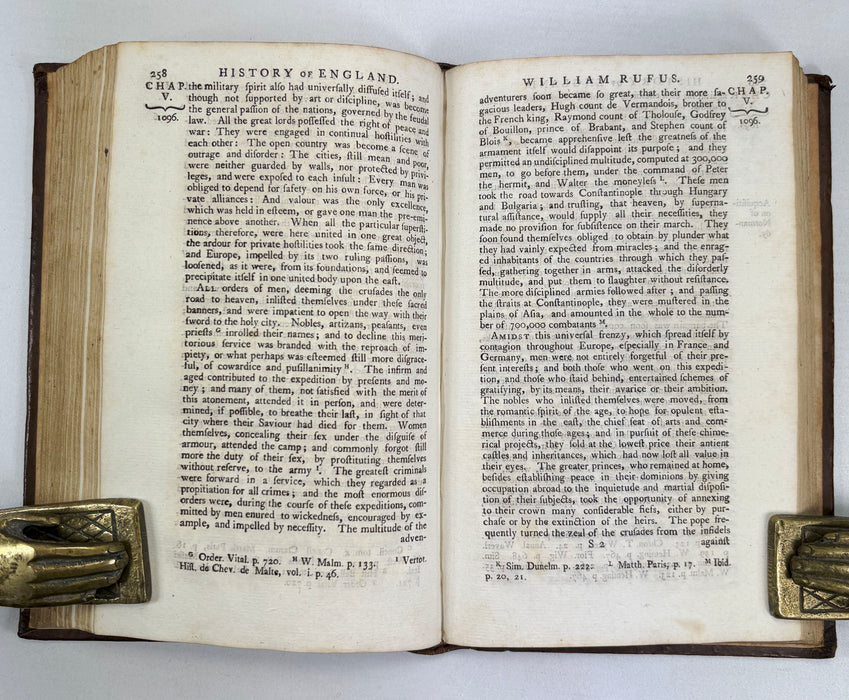 258 HISTORY OF ENGLAND.
CHAP.
V.
1096.
the military spirit also had universally diffused itself; and
though not supported by art or discipline, was become
the general passion of the nations, governed by the feudal
law. All the great lords possessed the right of peace and
war: They were engaged in continual hostilities with
each other: The open country was become a scene of
outrage and disorder: The cities, still mean and poor,
were neither guarded by walls, nor protected by privi-
leges, and were exposed to each insult: Every man was
obliged to depend for safety on his own force, or his pri-
vate alliances: And valour was the only excellence,
which was held in esteem, or gave one man the pre-emi-
nence above another. When all the particular supersti-
tions, therefore, were here united in one great object,
the ardour for private hostilities took the same direction;
and Europe, impelled by its two ruling passions, was
loosened, as it were, from its foundations, and seemed to
precipitate itself in one united body upon the east.
ALL orders of men, deeming the crusades the only
road to heaven, inlisted themselves under these sacred
banners, and were impatient to open the way with their
sword to the holy city. Nobles, artizans, peasants, even
priests G inrolled their names; and to decline this meri-
torious service was branded with the reproach of im-
piety, or what perhaps was esteemed still more disgrace-
ful, of cowardice and pusillanimity H. The infirm and
aged contributed to the expedition by presents and mo-
ney; and many of them, not satisfied with the merit of
this atonement, attended it in person, and were deter-
mined, if possible, to breathe their last, in sight of that
city where their Saviour had died for them. Women
themselves, concealing their sex under the disguise of
armour, attended the camp; and commonly forgot still
more the duty of their sex, by prostituting themselves
without reserve, to the army I. The greatest criminals
were forward in a service, which they regarded as a
propitiation for all crimes; and the most enormous dis-
orders were, during the course of these expeditions, com-
mitted by men enured to wickedness, encouraged by ex-
ample, and impelled by necessity. The multitude of the
adven-
G Order. Vital. p. 720. H W. Malm. p. 133. I Vertot.
Hist. de Chev. de Malte, vol. i. p. 46.
WILLIAM RUFUS. 259
CHAP.
V.
1096.
adventurers soon became so great, that their more sa-
gacious leaders, Hugh count de Vermandois, brother to
the French king, Raymond count of Tholouse, Godfrey
of Bouillon, prince of Brabant, and Stephen count of
Blois K, became apprehensive lest the greatness of the
armament itself would disappoint its purpose; and they
permitted an undisciplined multitude, computed at 300,000
men, to go before them, under the command of Peter
the hermit, and Walter the moneyless L. These men
took the road towards Constantinople through Hungary
and Bulgaria; and trusting, that heaven, by superna-
tural assistance, would supply all their necessities, they
made no provision for subsistence on their march. They
soon found themselves obliged to obtain by plunder what
they had vainly expected from miracles; and the enrag-
ed inhabitants of the countries through which they pas-
sed, gathering together in arms, attacked the disorderly
multitude, and put them to slaughter without resistance.
The more disciplined armies followed after; and passing
the straits at Constantinople, they were mustered in the
plains of Asia, and amounted in the whole to the num-
ber of 700,000 combatants M.
AMIDST this universal frenzy, which spread itself by
contagion throughout Europe, especially in France and
Germany, men were not entirely forgetful of their pre-
sent interests; and both those who went on this expedi-
tion, and those who staid behind, entertained schemes of
gratifying, by its means, their avarice or their ambition.
The nobles who inlisted themselves were moved, from
the romantic spirit of the age, to hope for opulent esta-
blishments in the east, the chief seat of arts and com-
merce during those ages; and in pursuit of these chime-
rical projects, they sold at the lowest price their antient
castles and inheritances, which had now lost all value in
their eyes. The greater princes, who remained at home,
besides establishing peace in their dominions by giving
occupation abroad to the inquietude and martial disposi-
tion of their subjects, took the opportunity of annexing
to their crown many considerable fiefs, either by pur-
chase or by the extinction of the heirs. The pope fre-
quently turned the zeal of the crusades from the infidels
S 2 against
K Sim. Dunelm. p. 222. L Matth. Paris, p. 17. M Ibid.
p. 20, 21.